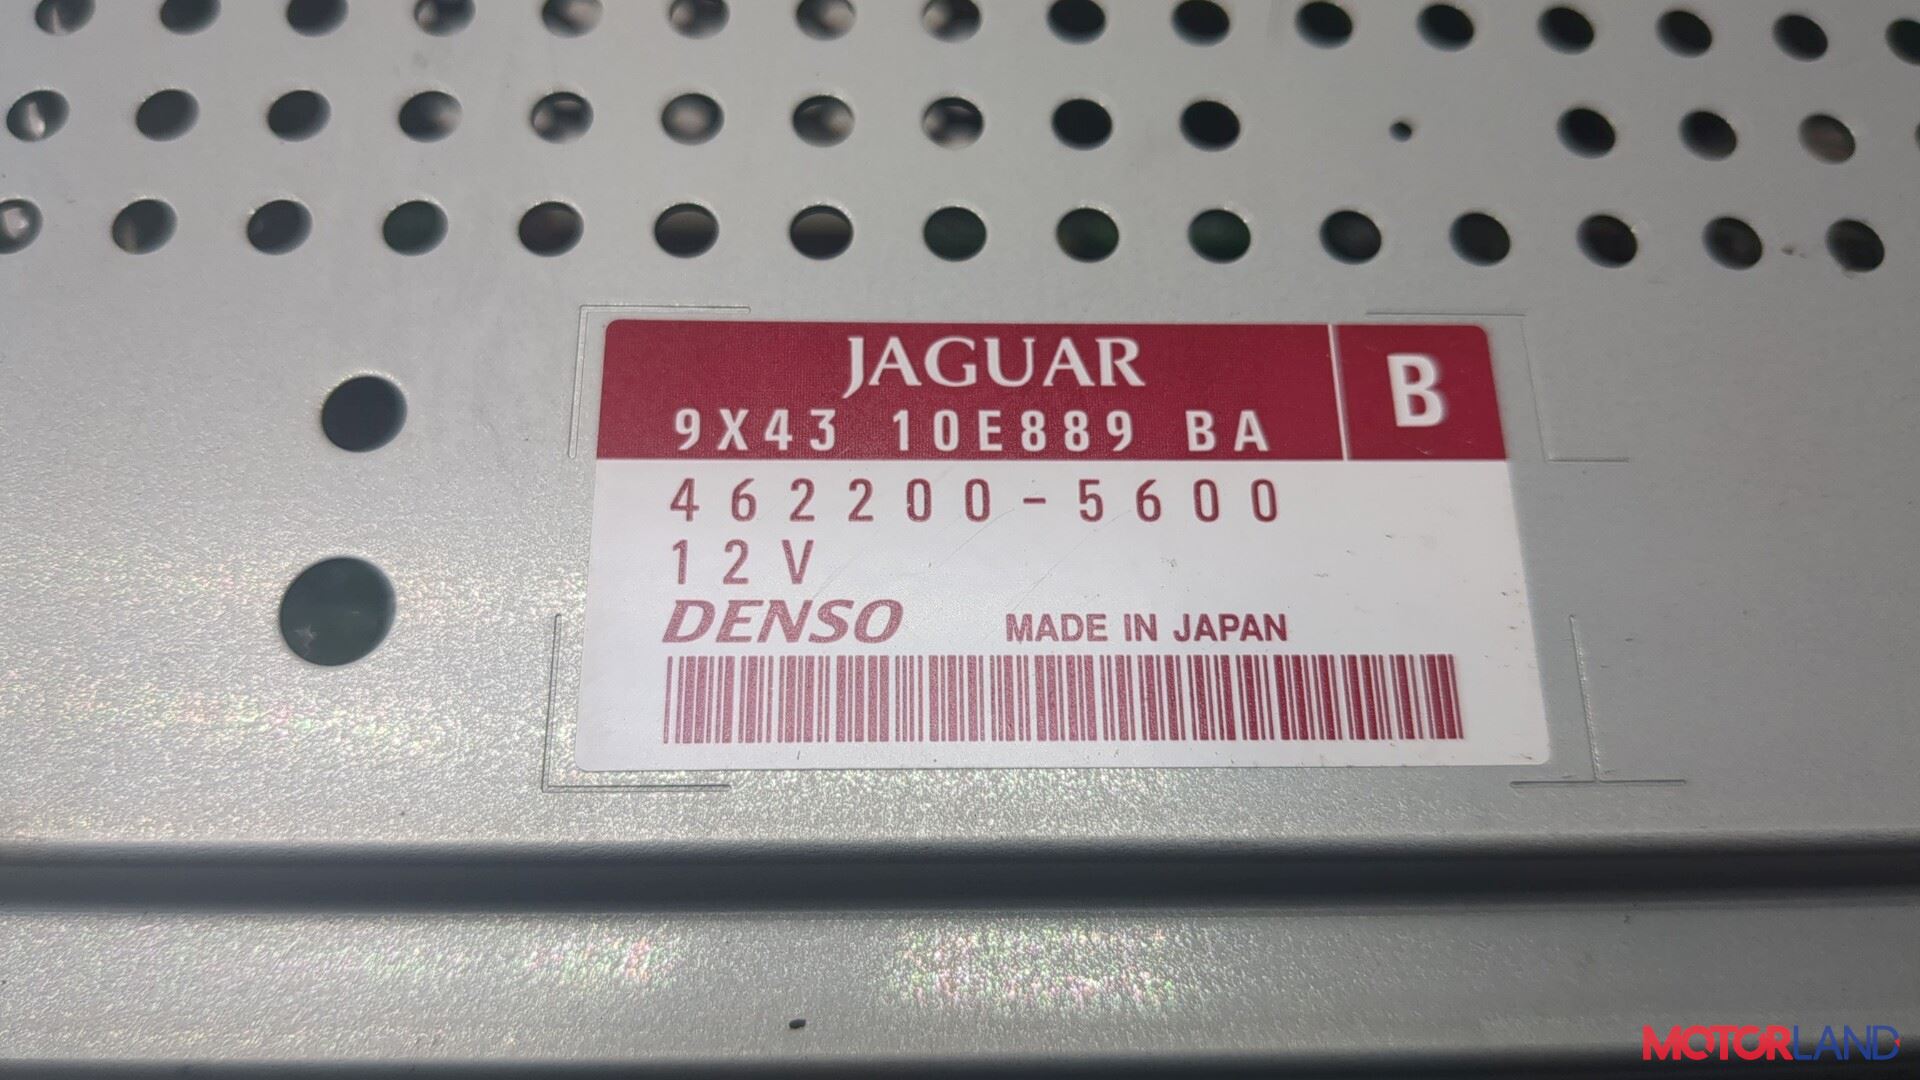 JAGUAR
B
9X43 10E889 BA
462200-5600
12V
DENSO MADE IN JAPAN
MOTORLAND